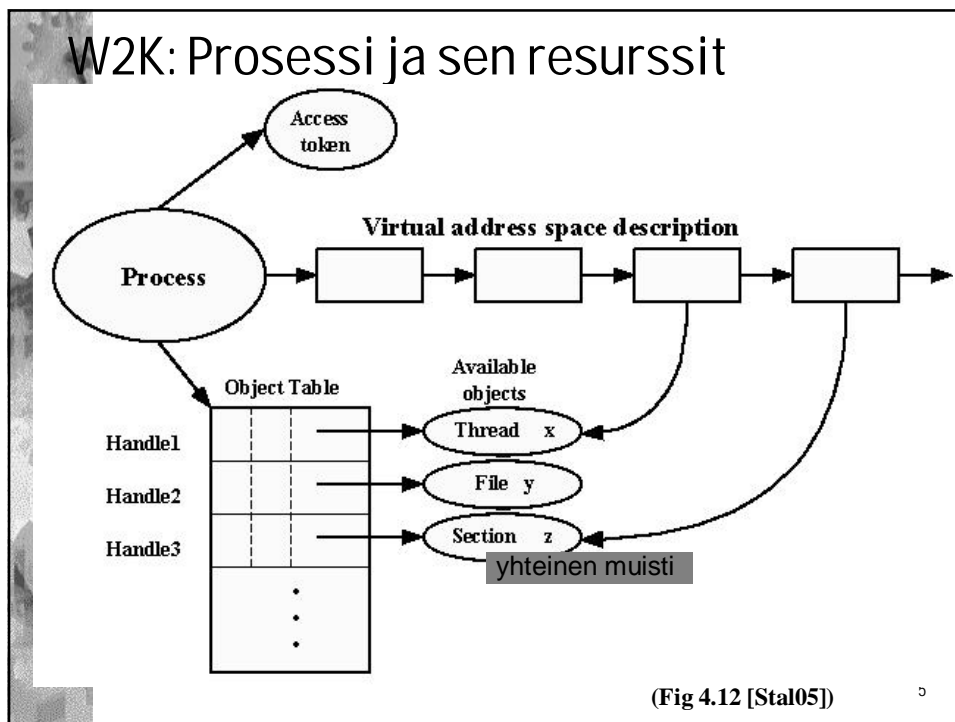 W2K: Prosessi ja sen resurssit
Access
token
Virtual address space description
Process
Object Table
Available
objects
Handle1
Thread x
Handle2
File y
Handle3
Section z
yhteinen muisti
(Fig 4.12 [Stal05])